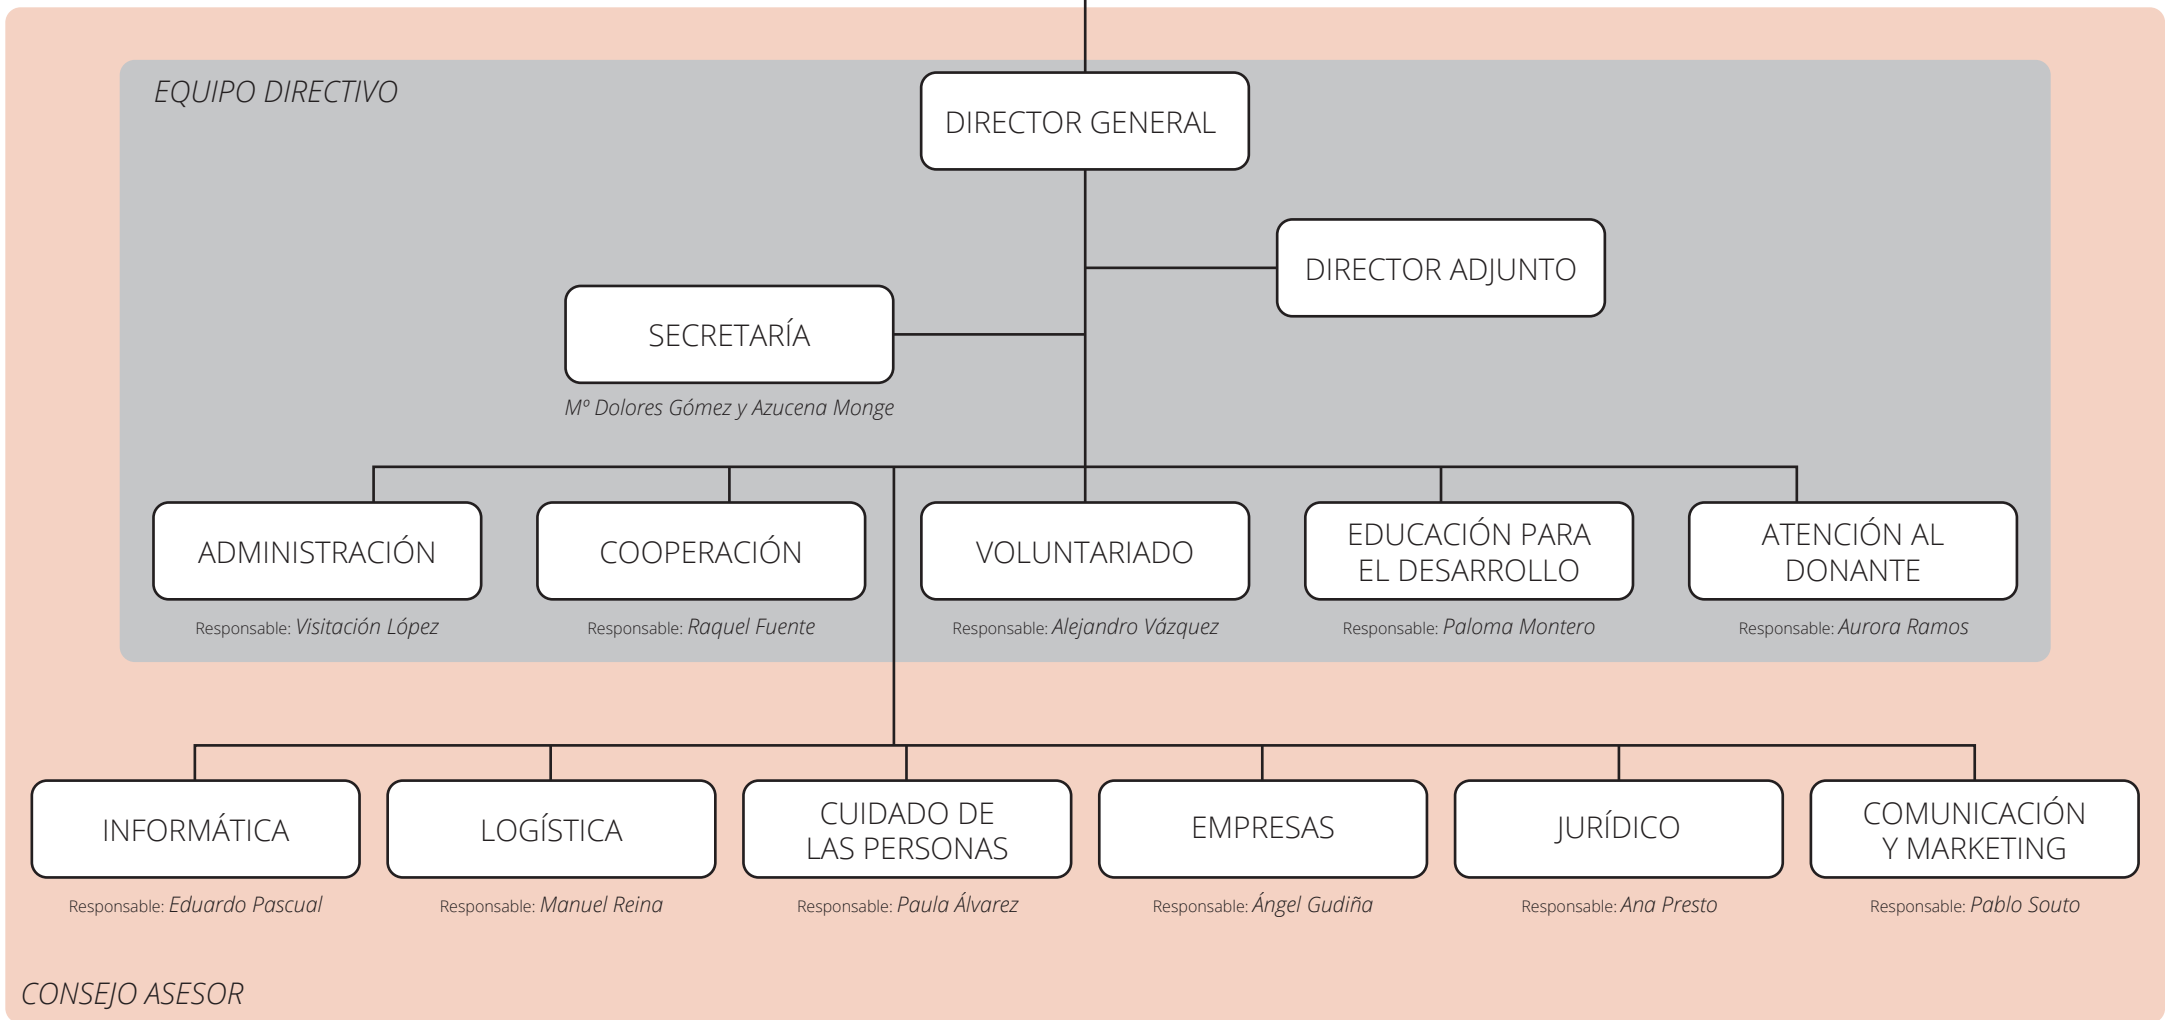 EQUIPO DIRECTIVO
DIRECTOR GENERAL
DIRECTOR ADJUNTO
SECRETARÍA
Mº Dolores Gómez y Azucena Monge
ADMINISTRACIÓN
Responsable: Visitación López
COOPERACIÓN
Responsable: Raquel Fuente
VOLUNTARIADO
Responsable: Alejandro Vázquez
EDUCACIÓN PARA
EL DESARROLLO
Responsable: Paloma Montero
ATENCIÓN AL
DONANTE
Responsable: Aurora Ramos
INFORMÁTICA
Responsable: Eduardo Pascual
LOGÍSTICA
Responsable: Manuel Reina
CUIDADO DE
LAS PERSONAS
Responsable: Paula Álvarez
EMPRESAS
Responsable: Ángel Gudiña
JURÍDICO
Responsable: Ana Presto
COMUNICACIÓN
Y MARKETING
Responsable: Pablo Souto
CONSEJO ASESOR